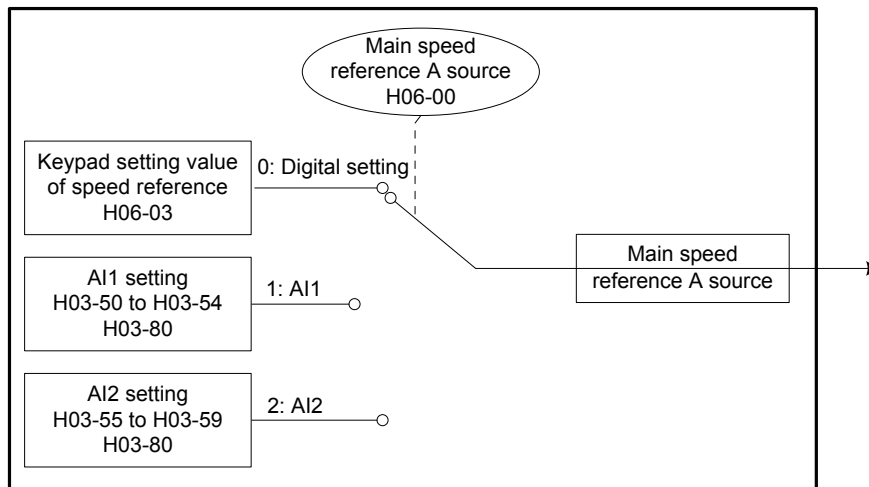 Main speed
reference A source
H06-00
Keypad setting value
of speed reference
H06-03
0: Digital setting
Main speed
reference A source
AI1 setting
H03-50 to H03-54
H03-80
1: AI1
AI2 setting
H03-55 to H03-59
H03-80
2: AI2